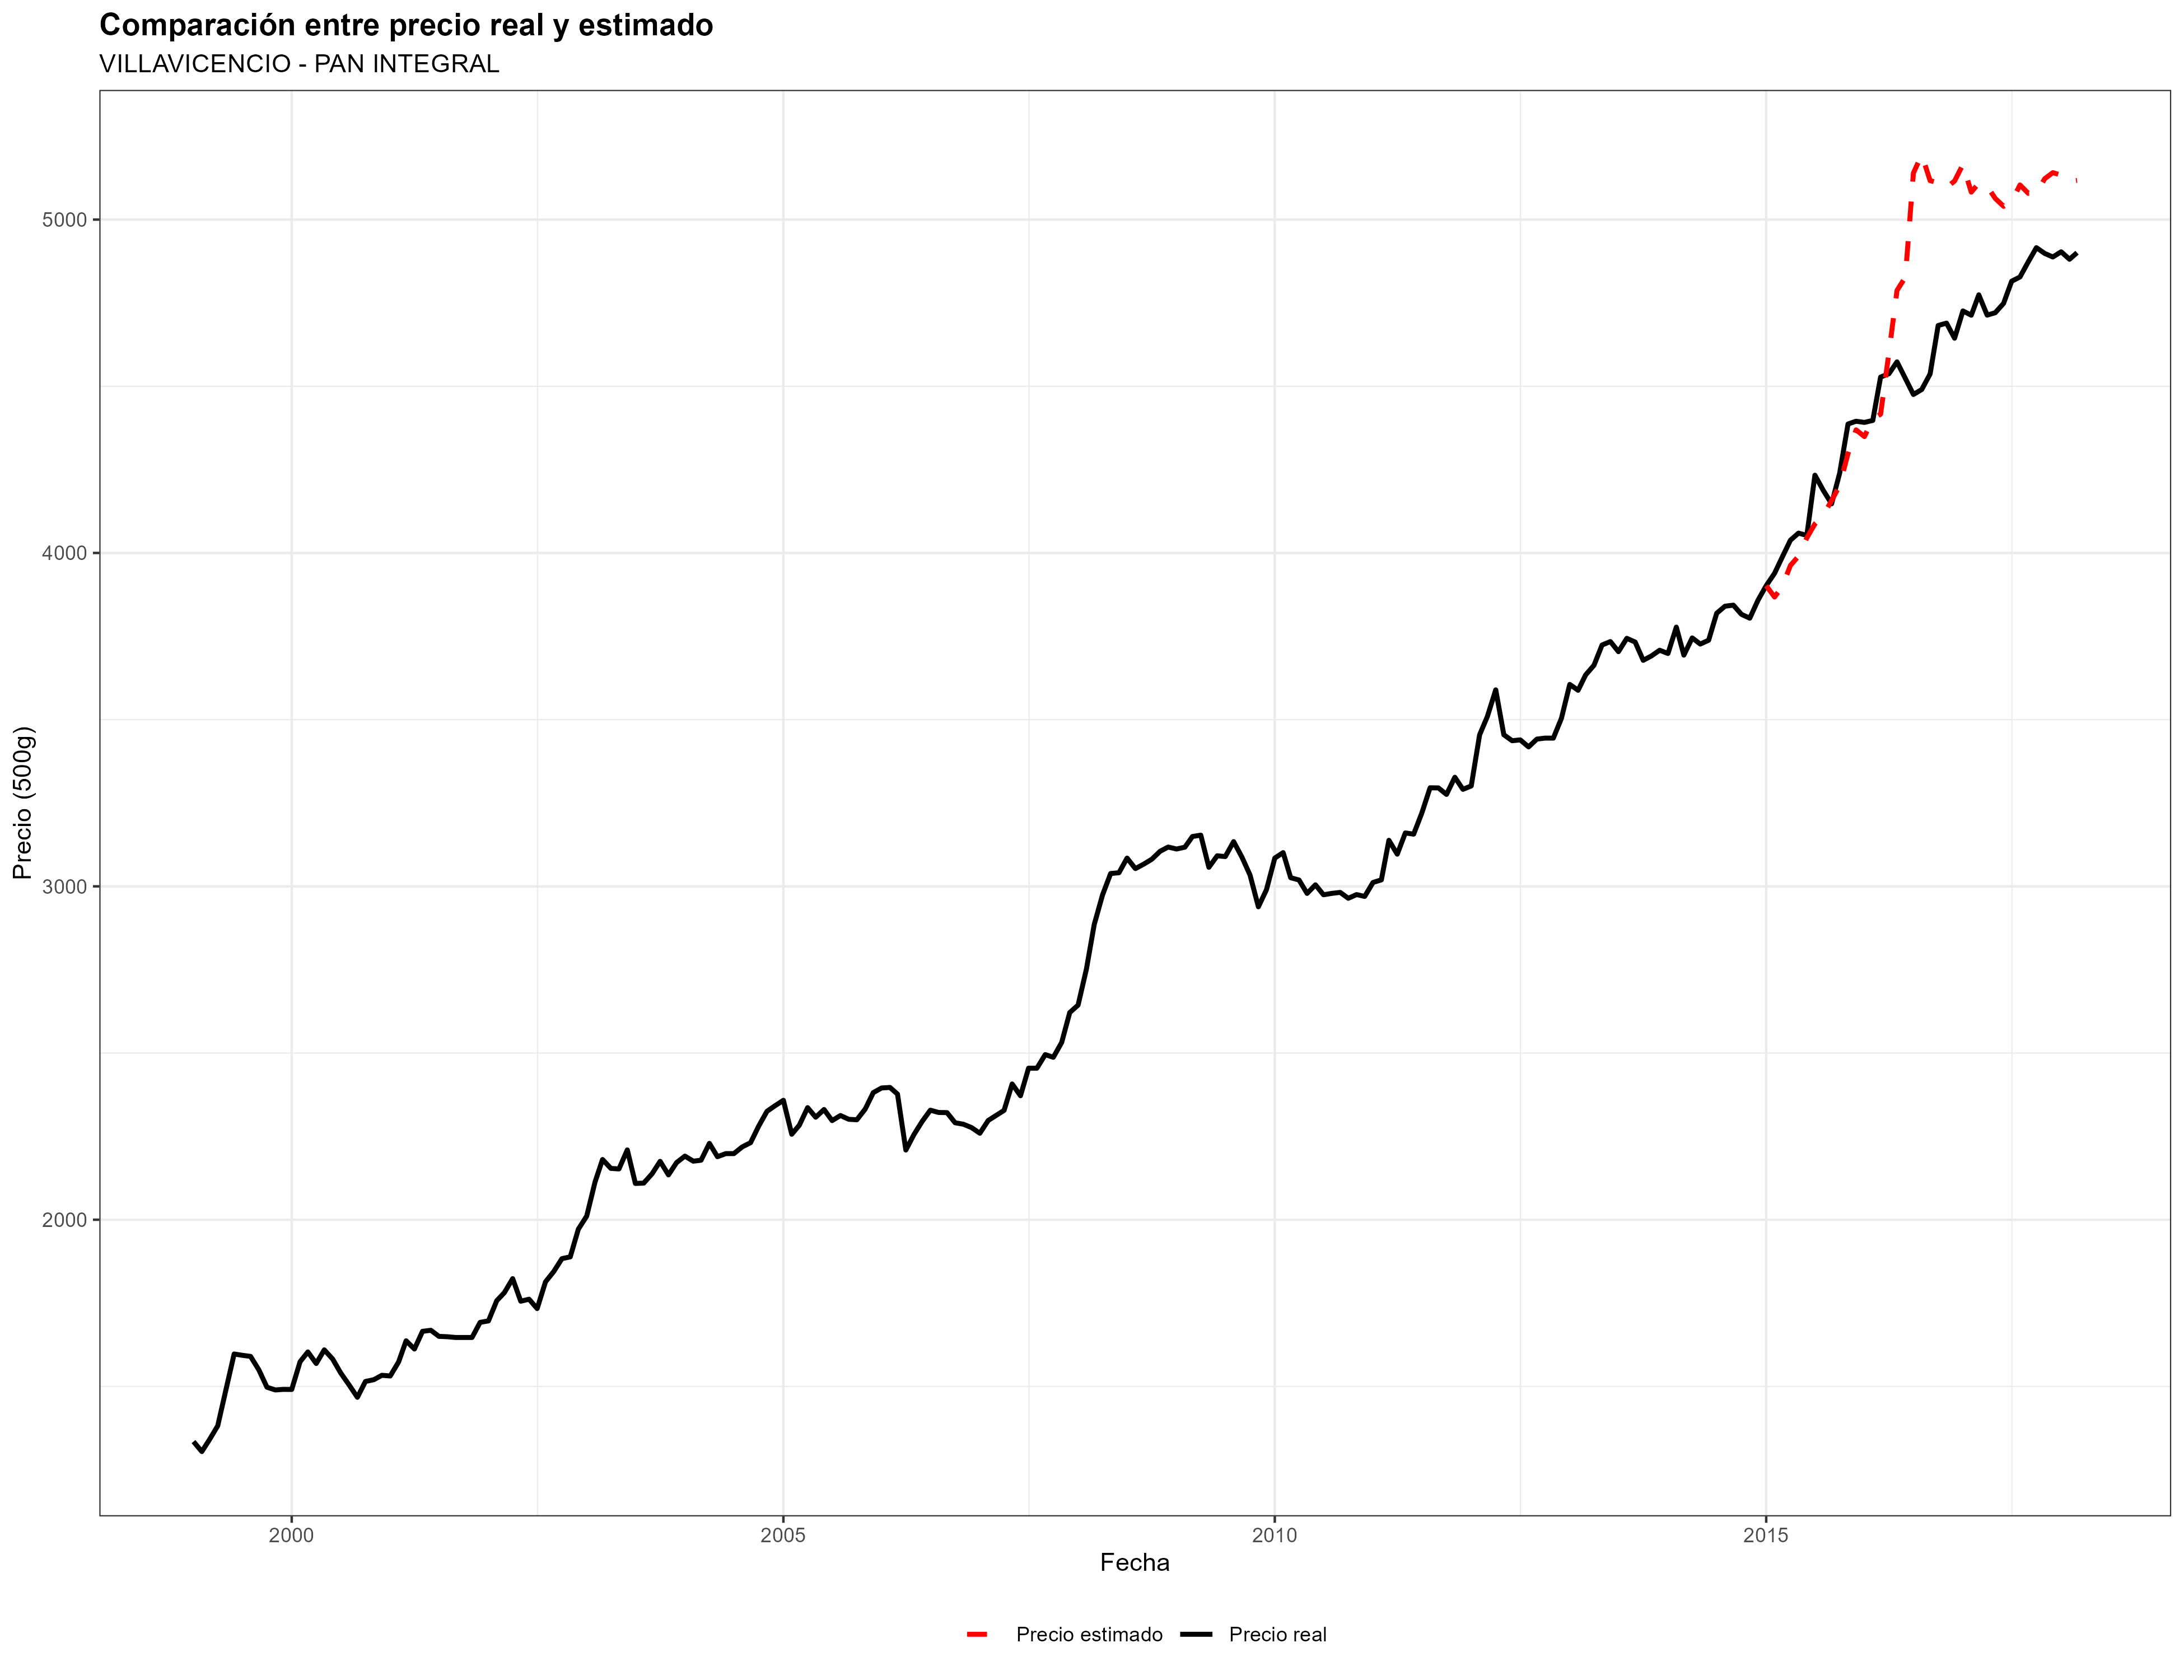 Comparación entre precio real y estimado
VILLAVICENCIO - PAN INTEGRAL
Precio (500g)
5000
4000
3000
2000
2000
2005
2010
2015
Fecha
Precio estimado
Precio real